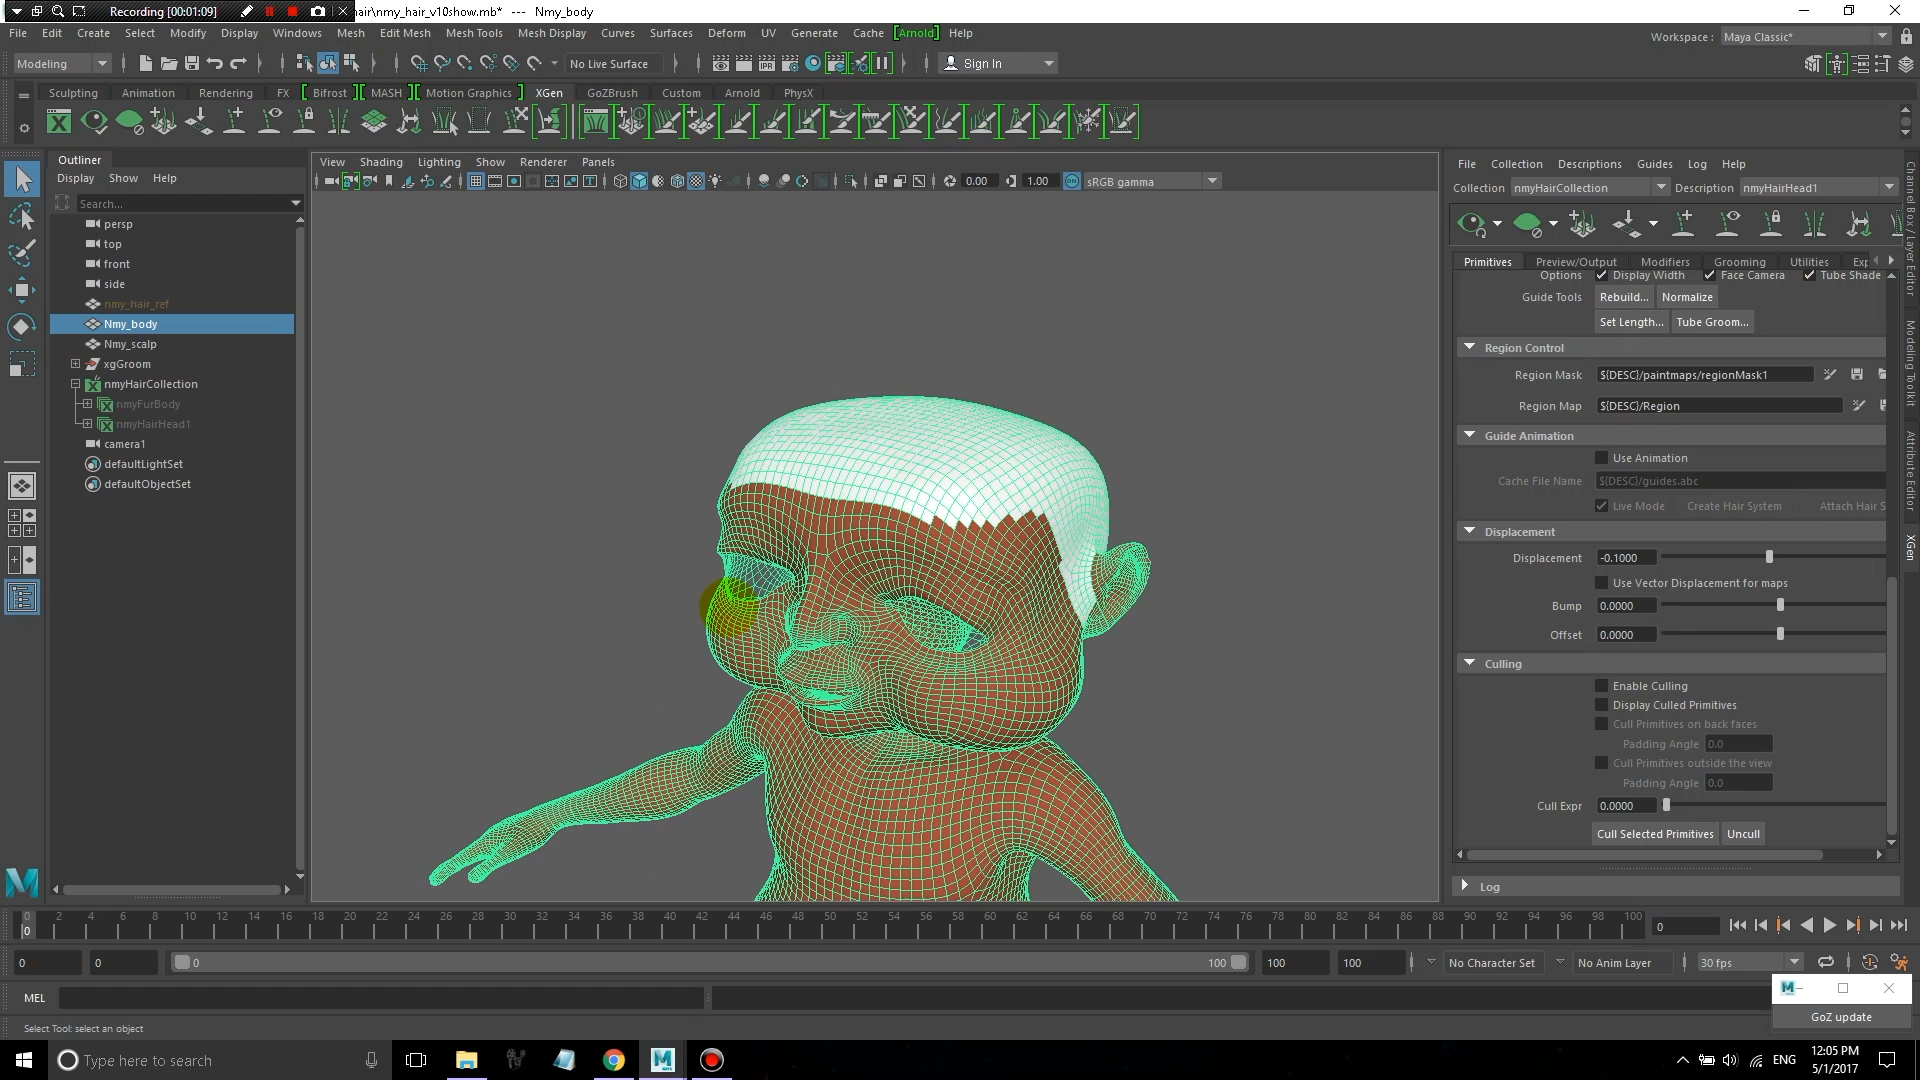 Recording [00:01:09]
air\nmy_hair_v10show.mb* --- Nmy_body
File Edit Create Select Modify Display Windows Mesh Edit Mesh Mesh Tools Mesh Display Curves Surfaces Deform UV Generate Cache [Arnold] Help
Workspace : Maya Classic*
Modeling
No Live Surface
Sign In
Sculpting Animation Rendering FX [ Bifrost ] [ MASH ] [ Motion Graphics ] XGen GoZBrush Custom Arnold PhysX
Outliner
Display Show Help
Search...
persp
top
front
side
nmy_hair_ref
Nmy_body
Nmy_scalp
xgGroom
nmyHairCollection
nmyFurBody
nmyHairHead1
camera1
defaultLightSet
defaultObjectSet
View Shading Lighting Show Renderer Panels
0.00 1.00 sRGB gamma
File Collection Descriptions Guides Log Help
Collection nmyHairCollection Description nmyHairHead1
Primitives Preview/Output Modifiers Grooming Utilities Exp
Options Display Width Face Camera Tube Shade
Guide Tools Rebuild... Normalize
Set Length... Tube Groom...
Region Control
Region Mask ${DESC}/paintmaps/regionMask1
Region Map ${DESC}/Region
Guide Animation
Use Animation
Cache File Name ${DESC}/guides.abc
Live Mode Create Hair System Attach Hair S
Displacement
Displacement -0.1000
Use Vector Displacement for maps
Bump 0.0000
Offset 0.0000
Culling
Enable Culling
Display Culled Primitives
Cull Primitives on back faces
Padding Angle 0.0
Cull Primitives outside the view
Padding Angle 0.0
Cull Expr 0.0000
Cull Selected Primitives Uncull
Log
Channel Box / Layer Editor
Modeling Toolkit
Attribute Editor
XGen
0 2 4 6 8 10 12 14 16 18 20 22 24 26 28 30 32 34 36 38 40 42 44 46 48 50 52 54 56 58 60 62 64 66 68 70 72 74 76 78 80 82 84 86 88 90 92 94 96 98 100
0
0
0 0 0 100 100 100 No Character Set No Anim Layer 30 fps
MEL
GoZ update
Select Tool: select an object
Type here to search
ENG
12:05 PM
5/1/2017